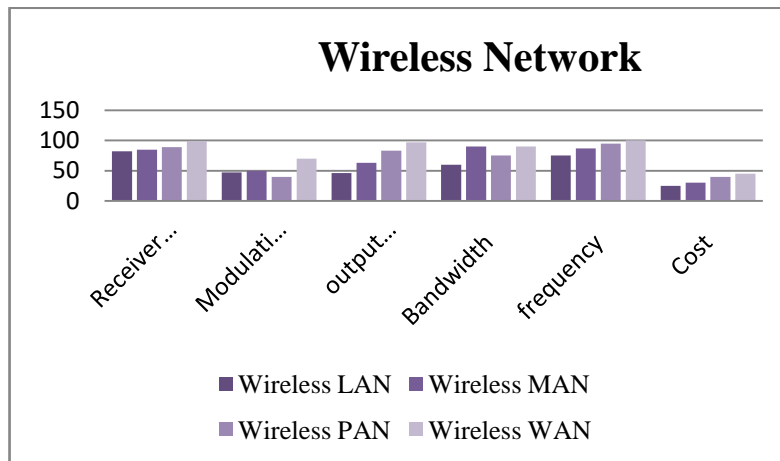 Wireless Network
150
100
50
0
Receiver...
Modulati...
output...
Bandwidth
frequency
Cost
Wireless LAN Wireless MAN
Wireless PAN Wireless WAN